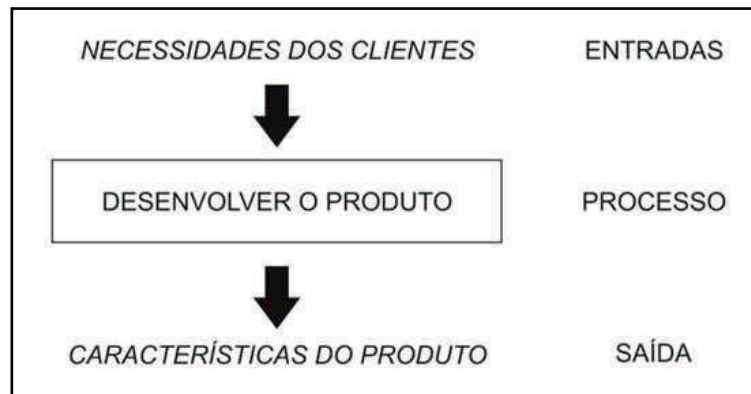 NECESSIDADES DOS CLIENTES ENTRADAS
DESENVOLVER O PRODUTO PROCESSO
CARACTERÍSTICAS DO PRODUTO SAÍDA